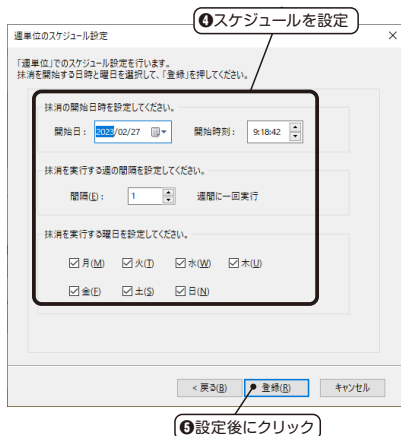 ❹スケジュールを設定
週単位のスケジュール設定
「週単位」でのスケジュール設定を行います。
抹消を開始する日時と曜日を選択して、「登録」を押してください。
抹消の開始日時を設定してください。
開始日： 2023/02/27 開始時刻： 9:18:42
抹消を実行する週の間隔を設定してください。
間隔(E)： 1 週間に一回実行
抹消を実行する曜日を設定してください。
月(M) 火(T) 水(W) 木(U)
金(F) 土(S) 日(N)
< 戻る(B) 登録(R) キャンセル
❺設定後にクリック